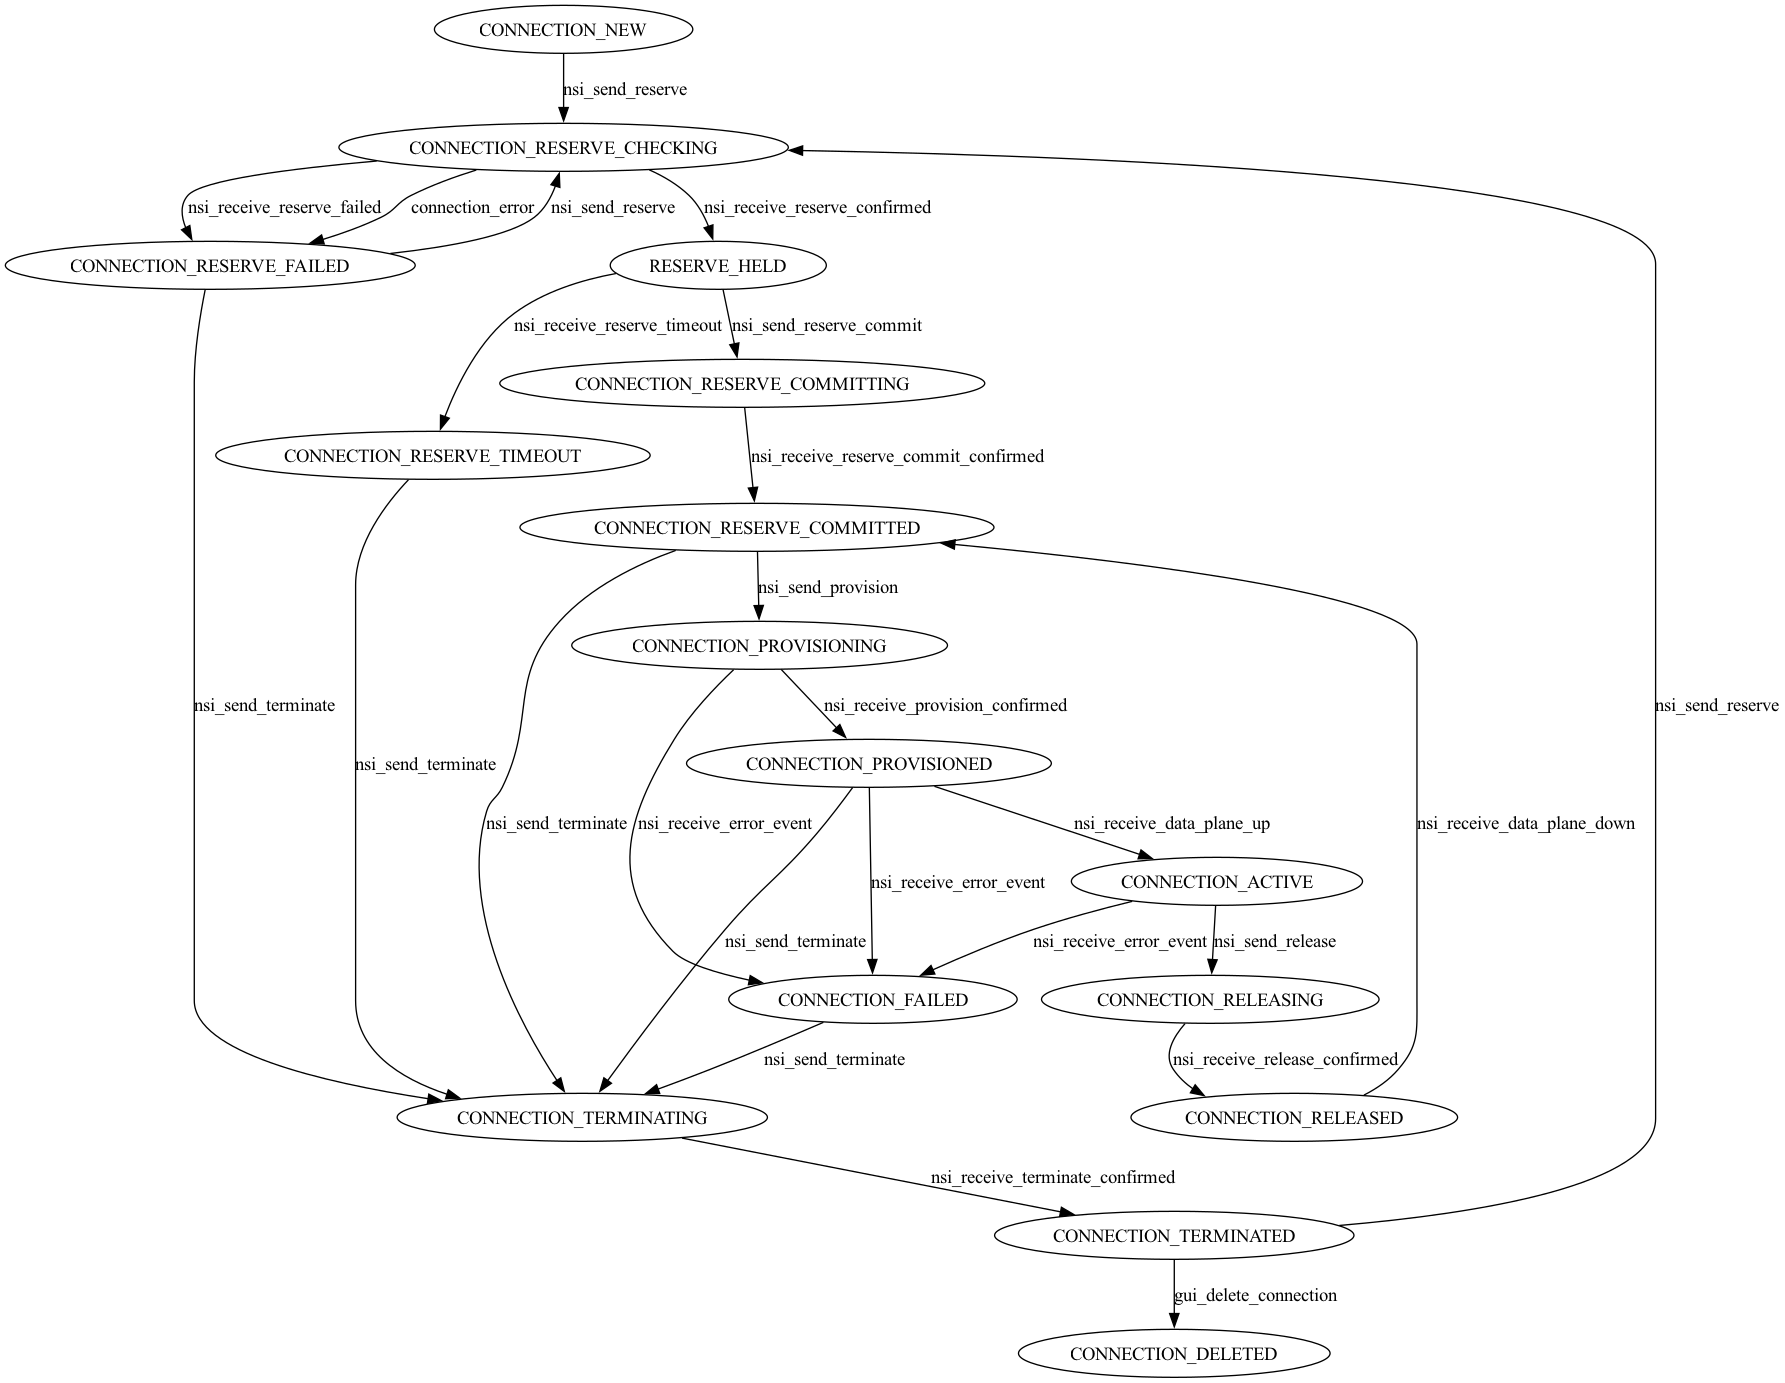 CONNECTION_NEW
nsi_send_reserve
CONNECTION_RESERVE_CHECKING
nsi_receive_reserve_failed
connection_error
nsi_send_reserve
nsi_receive_reserve_confirmed
CONNECTION_RESERVE_FAILED
RESERVE_HELD
nsi_receive_reserve_timeout
nsi_send_reserve_commit
CONNECTION_RESERVE_COMMITTING
CONNECTION_RESERVE_TIMEOUT
nsi_receive_reserve_commit_confirmed
CONNECTION_RESERVE_COMMITTED
nsi_send_provision
CONNECTION_PROVISIONING
nsi_send_terminate
nsi_receive_provision_confirmed
nsi_send_reserve
CONNECTION_PROVISIONED
nsi_send_terminate
nsi_send_terminate
nsi_receive_error_event
nsi_receive_data_plane_up
nsi_receive_data_plane_down
nsi_receive_error_event
CONNECTION_ACTIVE
nsi_send_terminate
nsi_receive_error_event
nsi_send_release
CONNECTION_FAILED
CONNECTION_RELEASING
nsi_send_terminate
nsi_receive_release_confirmed
CONNECTION_TERMINATING
CONNECTION_RELEASED
nsi_receive_terminate_confirmed
CONNECTION_TERMINATED
gui_delete_connection
CONNECTION_DELETED